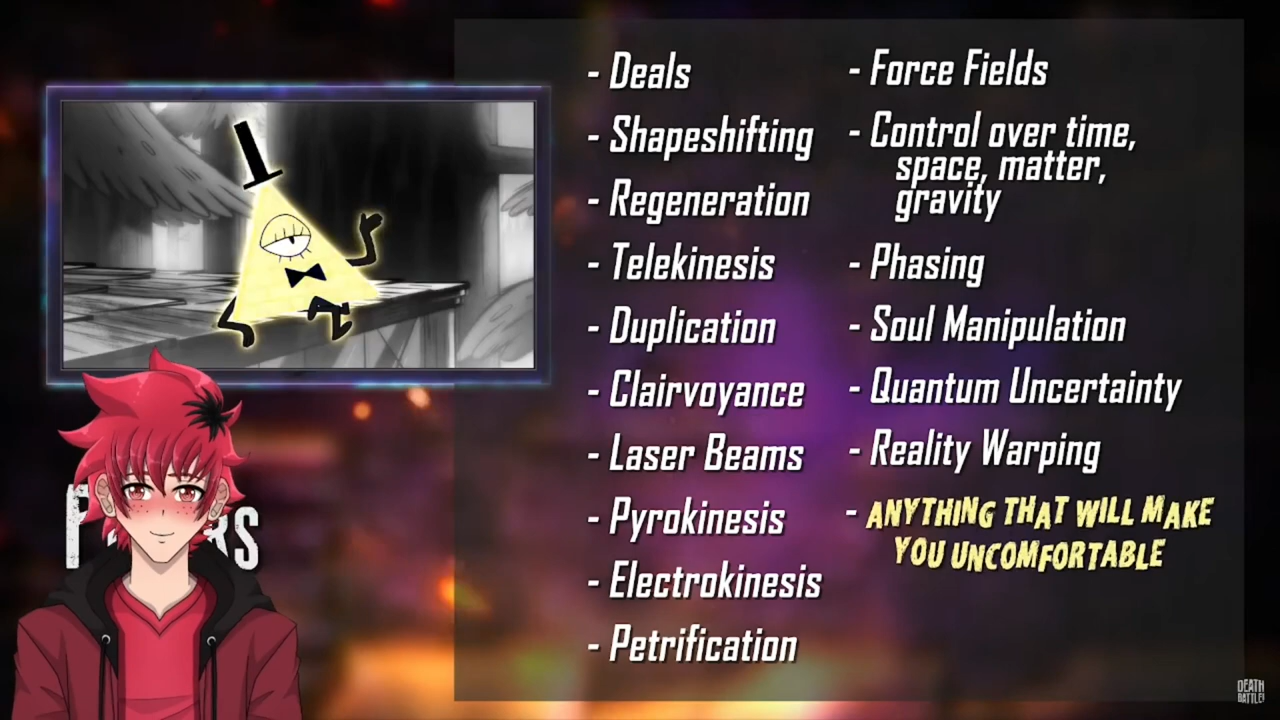 - Deals
- Shapeshifting
- Regeneration
- Telekinesis
- Duplication
- Clairvoyance
- Laser Beams
- Pyrokinesis
- Electrokinesis
- Petrification
- Force Fields
- Control over time,
space, matter,
gravity
- Phasing
- Soul Manipulation
- Quantum Uncertainty
- Reality Warping
- ANYTHING THAT WILL MAKE
YOU UNCOMFORTABLE
DEATH
BATTLE!